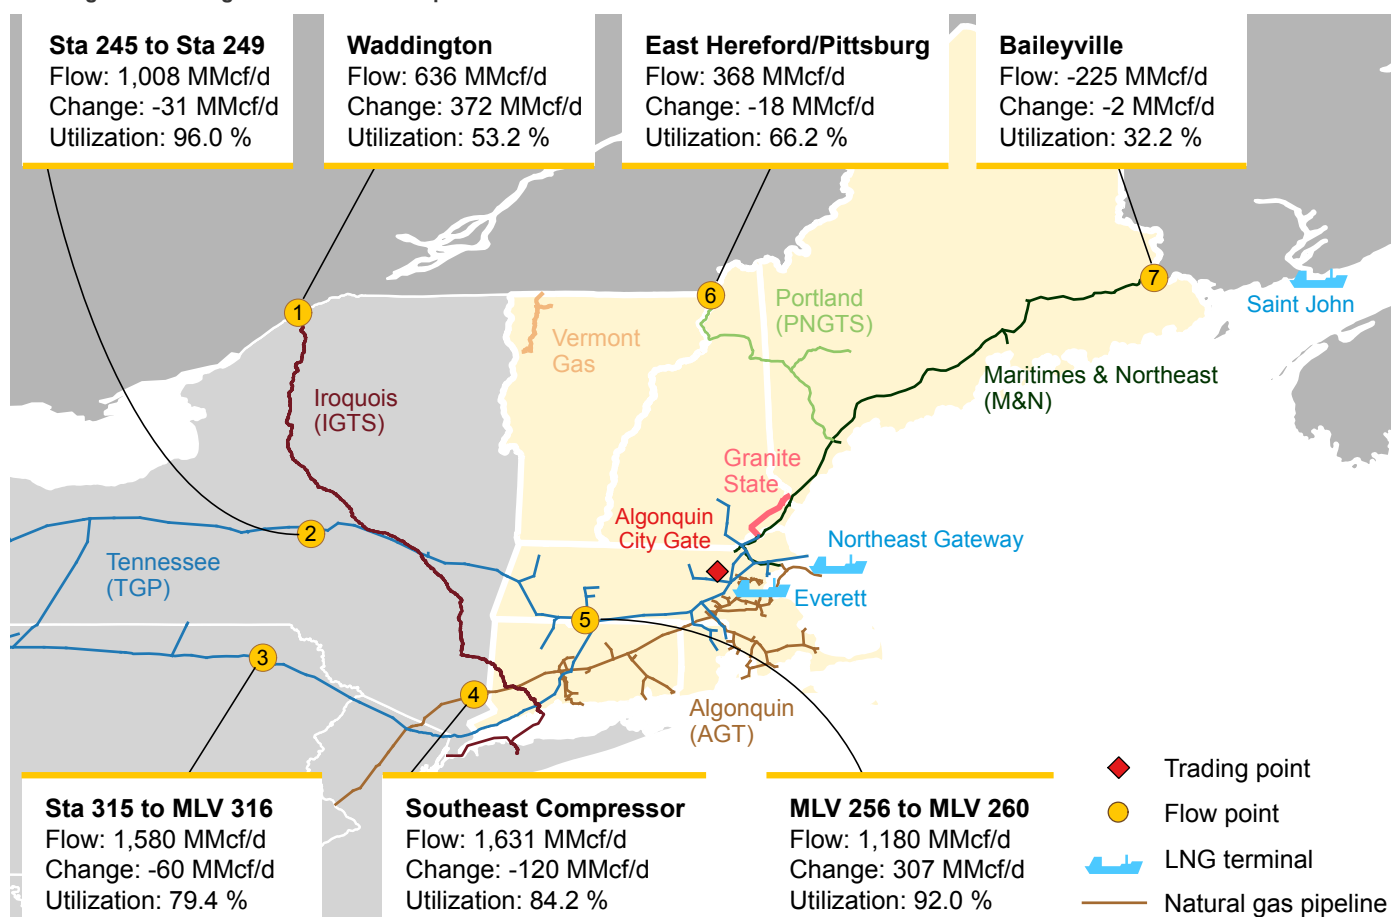 Sta 245 to Sta 249
Flow: 1,008 MMcf/d
Change: -31 MMcf/d
Utilization: 96.0 %
Waddington
Flow: 636 MMcf/d
Change: 372 MMcf/d
Utilization: 53.2 %
East Hereford/Pittsburg
Flow: 368 MMcf/d
Change: -18 MMcf/d
Utilization: 66.2 %
Baileyville
Flow: -225 MMcf/d
Change: -2 MMcf/d
Utilization: 32.2 %
1
6
7
Portland
(PNGTS)
Saint John
Vermont
Gas
Iroquois
(IGTS)
Maritimes & Northeast
(M&N)
Granite
State
Algonquin
City Gate
2
Northeast Gateway
Tennessee
(TGP)
Everett
5
3
4
Algonquin
(AGT)
Sta 315 to MLV 316
Flow: 1,580 MMcf/d
Change: -60 MMcf/d
Utilization: 79.4 %
Southeast Compressor
Flow: 1,631 MMcf/d
Change: -120 MMcf/d
Utilization: 84.2 %
MLV 256 to MLV 260
Flow: 1,180 MMcf/d
Change: 307 MMcf/d
Utilization: 92.0 %
Trading point
Flow point
LNG terminal
Natural gas pipeline